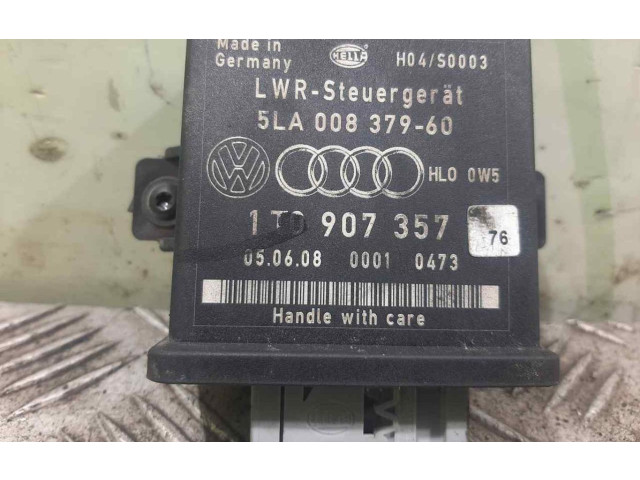 Made in
Germany
HELLA
H04/S0003
LWR-Steuergerät
5LA 008 379-60
HLO 0W5
1T0 907 357
76
05.06.08 0001 0473
Handle with care